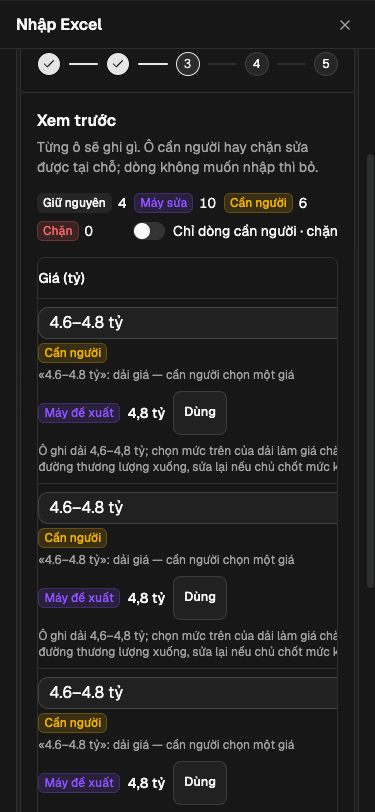 Nhập Excel
3 4 5
Xem trước
Từng ô sẽ ghi gì. Ô cần người hay chặn sửa
được tại chỗ; dòng không muốn nhập thì bỏ.
Giữ nguyên 4 Máy sửa 10 Cần người 6
Chặn 0 Chỉ dòng cần người · chặn
Giá (tỷ)
4.6–4.8 tỷ
Cần người
«4.6–4.8 tỷ»: dải giá — cần người chọn một giá
Máy đề xuất 4,8 tỷ Dùng
Ô ghi dải 4,6–4,8 tỷ; chọn mức trên của dải làm giá
đường thương lượng xuống, sửa lại nếu chủ chốt mức
4.6–4.8 tỷ
Cần người
«4.6–4.8 tỷ»: dải giá — cần người chọn một giá
Máy đề xuất 4,8 tỷ Dùng
Ô ghi dải 4,6–4,8 tỷ; chọn mức trên của dải làm giá
đường thương lượng xuống, sửa lại nếu chủ chốt mức
4.6–4.8 tỷ
Cần người
«4.6–4.8 tỷ»: dải giá — cần người chọn một giá
Máy đề xuất 4,8 tỷ Dùng